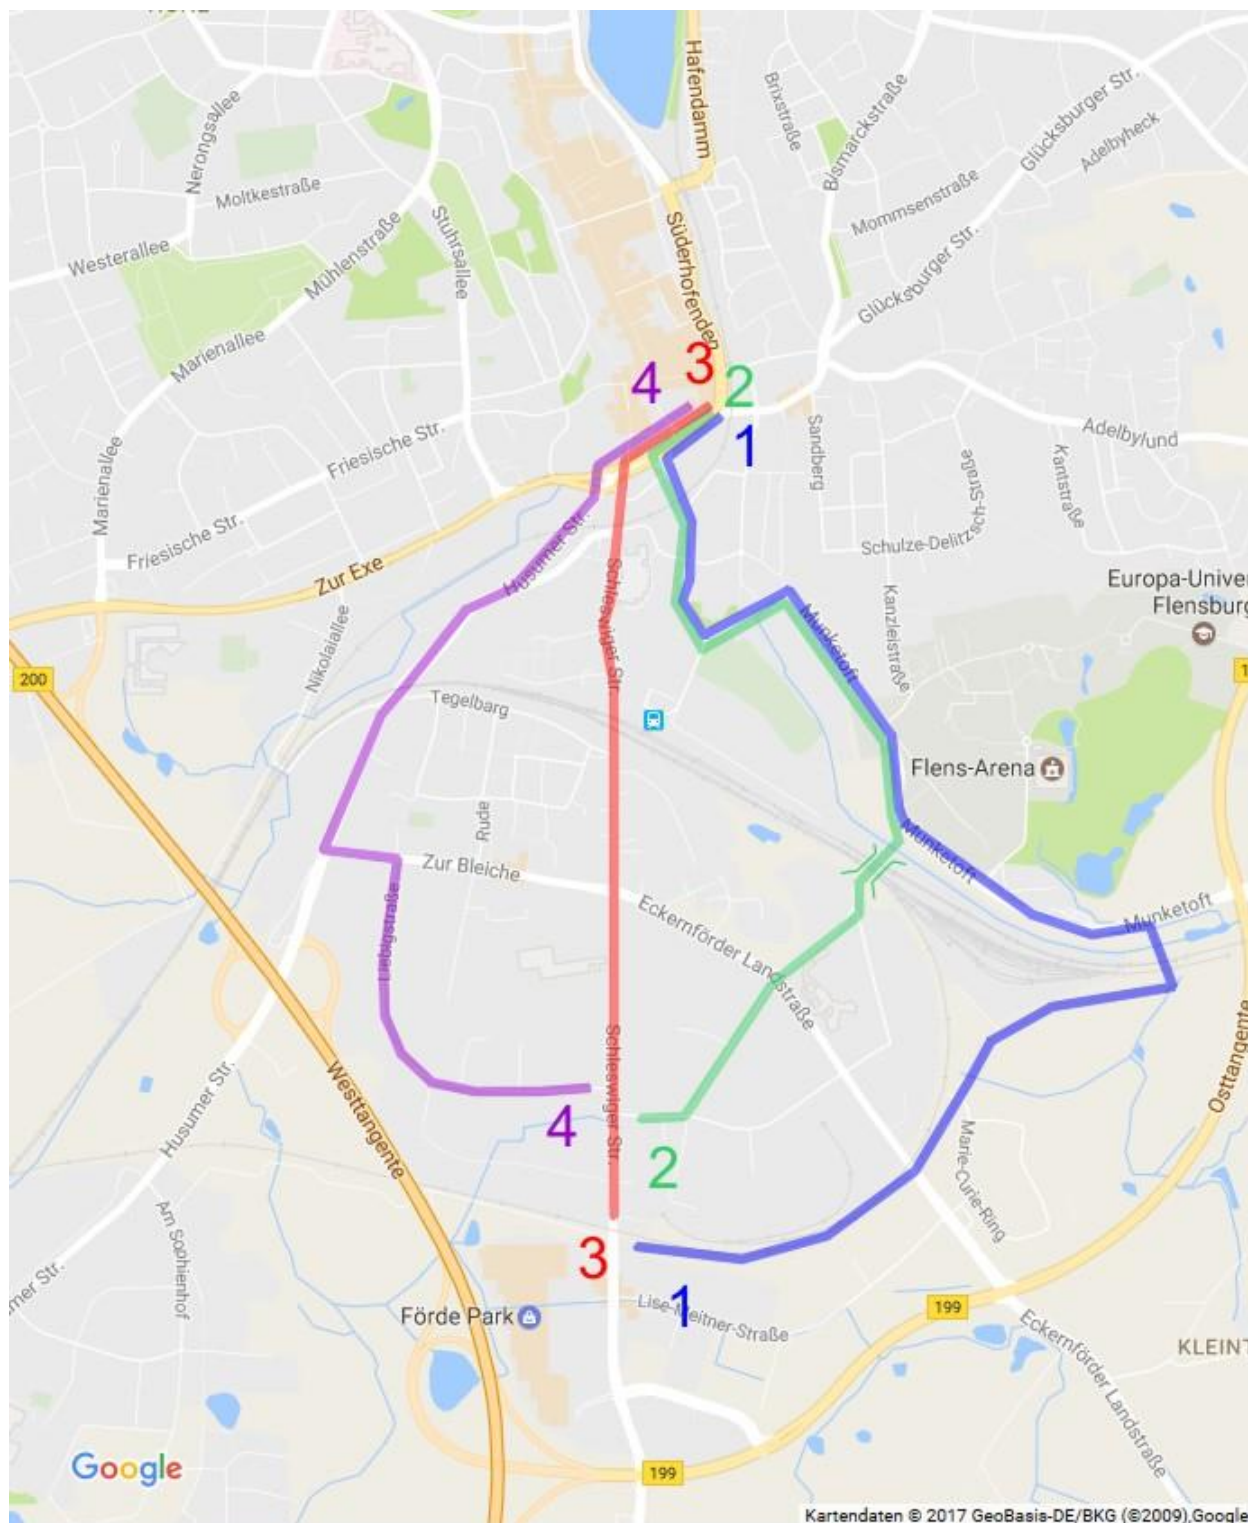 Hafendamm
Brixstraße
Bismarckstraße
Glücksburger Str.
Adelbyheck
Nerongsallee
Moltkestraße
Mommsenstraße
Stuhrsallee
Süderhofenden
Westerallee
Mühlenstraße
Glücksburger Str.
Marienallee
3
4
2
1
Sandberg
Adelbylund
Marienallee
Friesische Str.
Kantstraße
Friesische Str.
Husumer Str.
Zur Exe
Schleswiger Str.
Kanzleistraße
Europa-Univer
Flensburg
Munketoft
Nikolaiallee
200
1
Tegelbarg
Flens-Arena
Rude
Munketoft
Zur Bleiche
Eckernförder Landstraße
Munketoft
Liebigstraße
Schleswiger Str.
Osttangente
Husumer Str.
Westtangente
4
2
Marie-Curie-Ring
Am Sophienhof
3
1
mer Str.
Lise-Meitner-Straße
Förde Park
199
Eckernförder Landstraße
KLEINT
Google
199
Kartendaten © 2017 GeoBasis-DE/BKG (©2009),Google